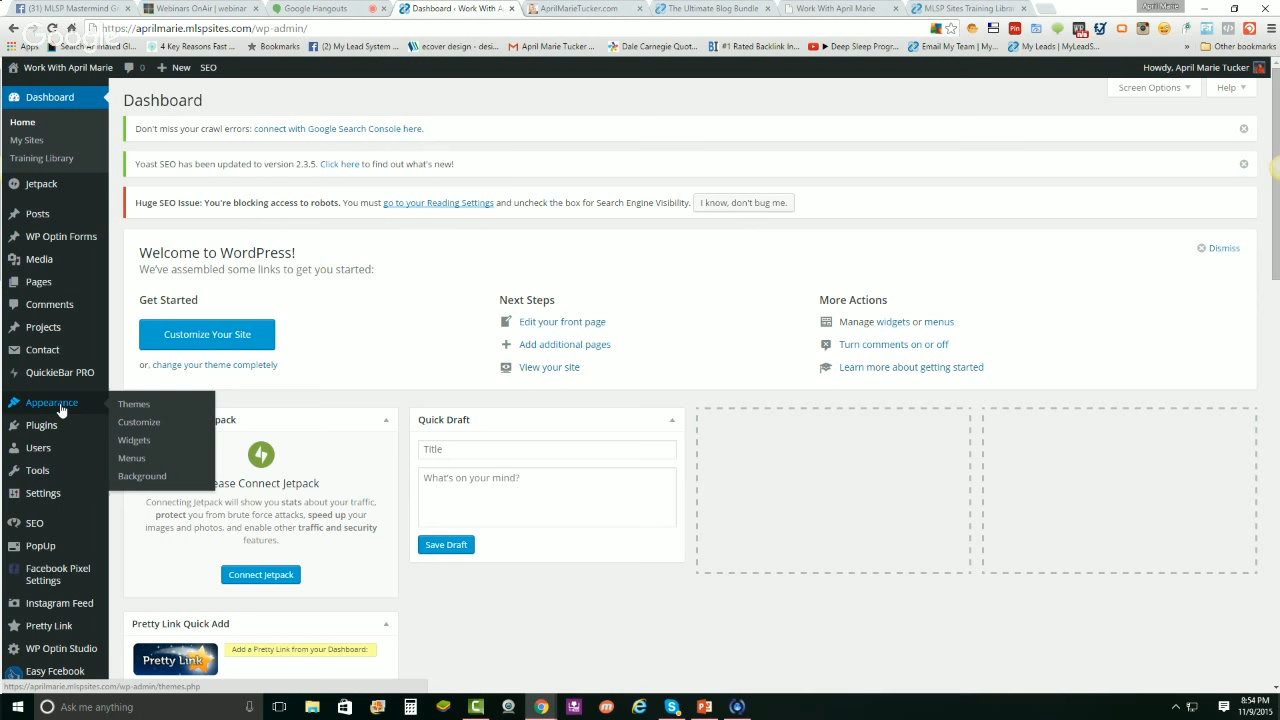 (5) MLSP Mastermind Gr
Webinars OnAir | webinar
Google Hangouts
Dashboard ‹ Work With A
AprilMarieTucker.com
The Ultimate Blog Bundle
Work With April Marie
MLSP Sites Training Libra
April Marie
https://aprilmarie.mlspsites.com/wp-admin/
Google
Apps
Search Animated Gl...
4 Key Reasons Fast ...
Bookmarks
(2) My Lead System ...
ecover design - desi...
April Marie Tucker ...
Dale Carnegie Quot...
#1 Rated Backlink in...
Deep Sleep Progr...
Email My Team | My...
My Leads | MyLeadS...
Other bookmarks
Work With April Marie
0
New
SEO
Howdy, April Marie Tucker
Dashboard
Home
My Sites
Training Library
Jetpack
Posts
WP Optin Forms
Media
Pages
Comments
Projects
Contact
QuickieBar PRO
Appearance
Plugins
Users
Tools
Settings
SEO
PopUp
Facebook Pixel
Settings
Instagram Feed
Pretty Link
WP Optin Studio
Easy Fcebook
Themes
Customize
Widgets
Menus
Background
Dashboard
Screen Options
Help
Don't miss your crawl errors: connect with Google Search Console here.
Yoast SEO has been updated to version 2.3.5. Click here to find out what's new!
Huge SEO Issue: You're blocking access to robots. You must go to your Reading Settings and uncheck the box for Search Engine Visibility.
I know, don't bug me.
Welcome to WordPress!
We've assembled some links to get you started:
Dismiss
Get Started
Customize Your Site
or, change your theme completely
Next Steps
Edit your front page
Add additional pages
View your site
More Actions
Manage widgets or menus
Turn comments on or off
Learn more about getting started
pack
ease Connect Jetpack
Connecting Jetpack will show you stats about your traffic,
protect you from brute force attacks, speed up your
images and photos, and enable other traffic and security
features.
Connect Jetpack
Quick Draft
Title
What's on your mind?
Save Draft
Pretty Link Quick Add
Pretty Link
Add a Pretty Link from your Dashboard:
https://aprilmarie.mlspsites.com/wp-admin/themes.php
Ask me anything
8:54 PM
11/9/2015